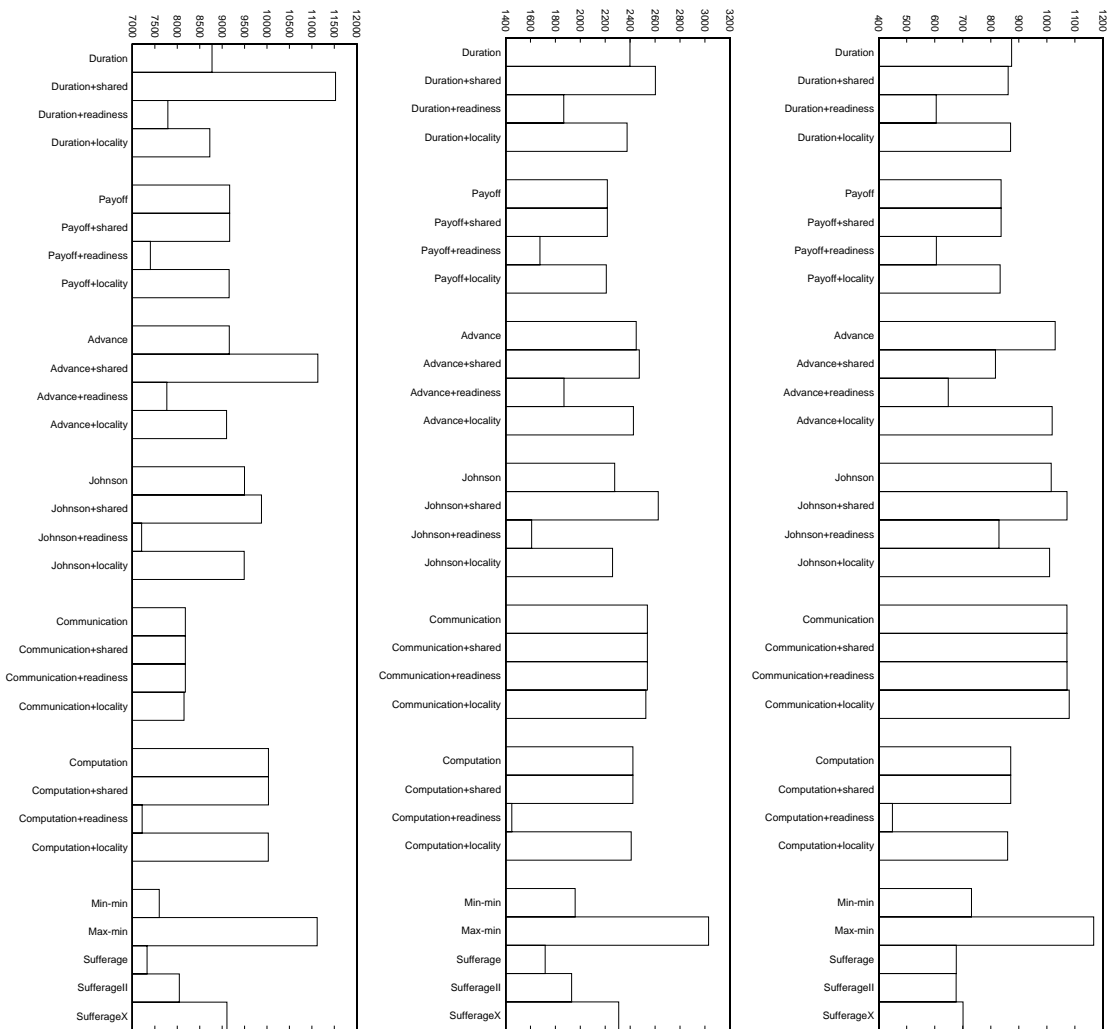 7000 7500 8000 8500 9000 9500 10000 10500 11000 11500 12000
Duration
Duration+shared
Duration+readiness
Duration+locality
Payoff
Payoff+shared
Payoff+readiness
Payoff+locality
Advance
Advance+shared
Advance+readiness
Advance+locality
Johnson
Johnson+shared
Johnson+readiness
Johnson+locality
Communication
Communication+shared
Communication+readiness
Communication+locality
Computation
Computation+shared
Computation+readiness
Computation+locality
Min-min
Max-min
Sufferage
SufferageII
SufferageX
1400 1600 1800 2000 2200 2400 2600 2800 3000 3200
Duration
Duration+shared
Duration+readiness
Duration+locality
Payoff
Payoff+shared
Payoff+readiness
Payoff+locality
Advance
Advance+shared
Advance+readiness
Advance+locality
Johnson
Johnson+shared
Johnson+readiness
Johnson+locality
Communication
Communication+shared
Communication+readiness
Communication+locality
Computation
Computation+shared
Computation+readiness
Computation+locality
Min-min
Max-min
Sufferage
SufferageII
SufferageX
400 500 600 700 800 900 1000 1100 1200
Duration
Duration+shared
Duration+readiness
Duration+locality
Payoff
Payoff+shared
Payoff+readiness
Payoff+locality
Advance
Advance+shared
Advance+readiness
Advance+locality
Johnson
Johnson+shared
Johnson+readiness
Johnson+locality
Communication
Communication+shared
Communication+readiness
Communication+locality
Computation
Computation+shared
Computation+readiness
Computation+locality
Min-min
Max-min
Sufferage
SufferageII
SufferageX